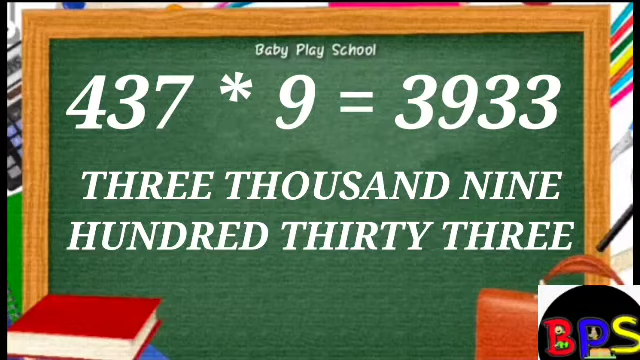 Baby Play School
437 * 9 = 3933
THREE THOUSAND NINE
HUNDRED THIRTY THREE
BPS